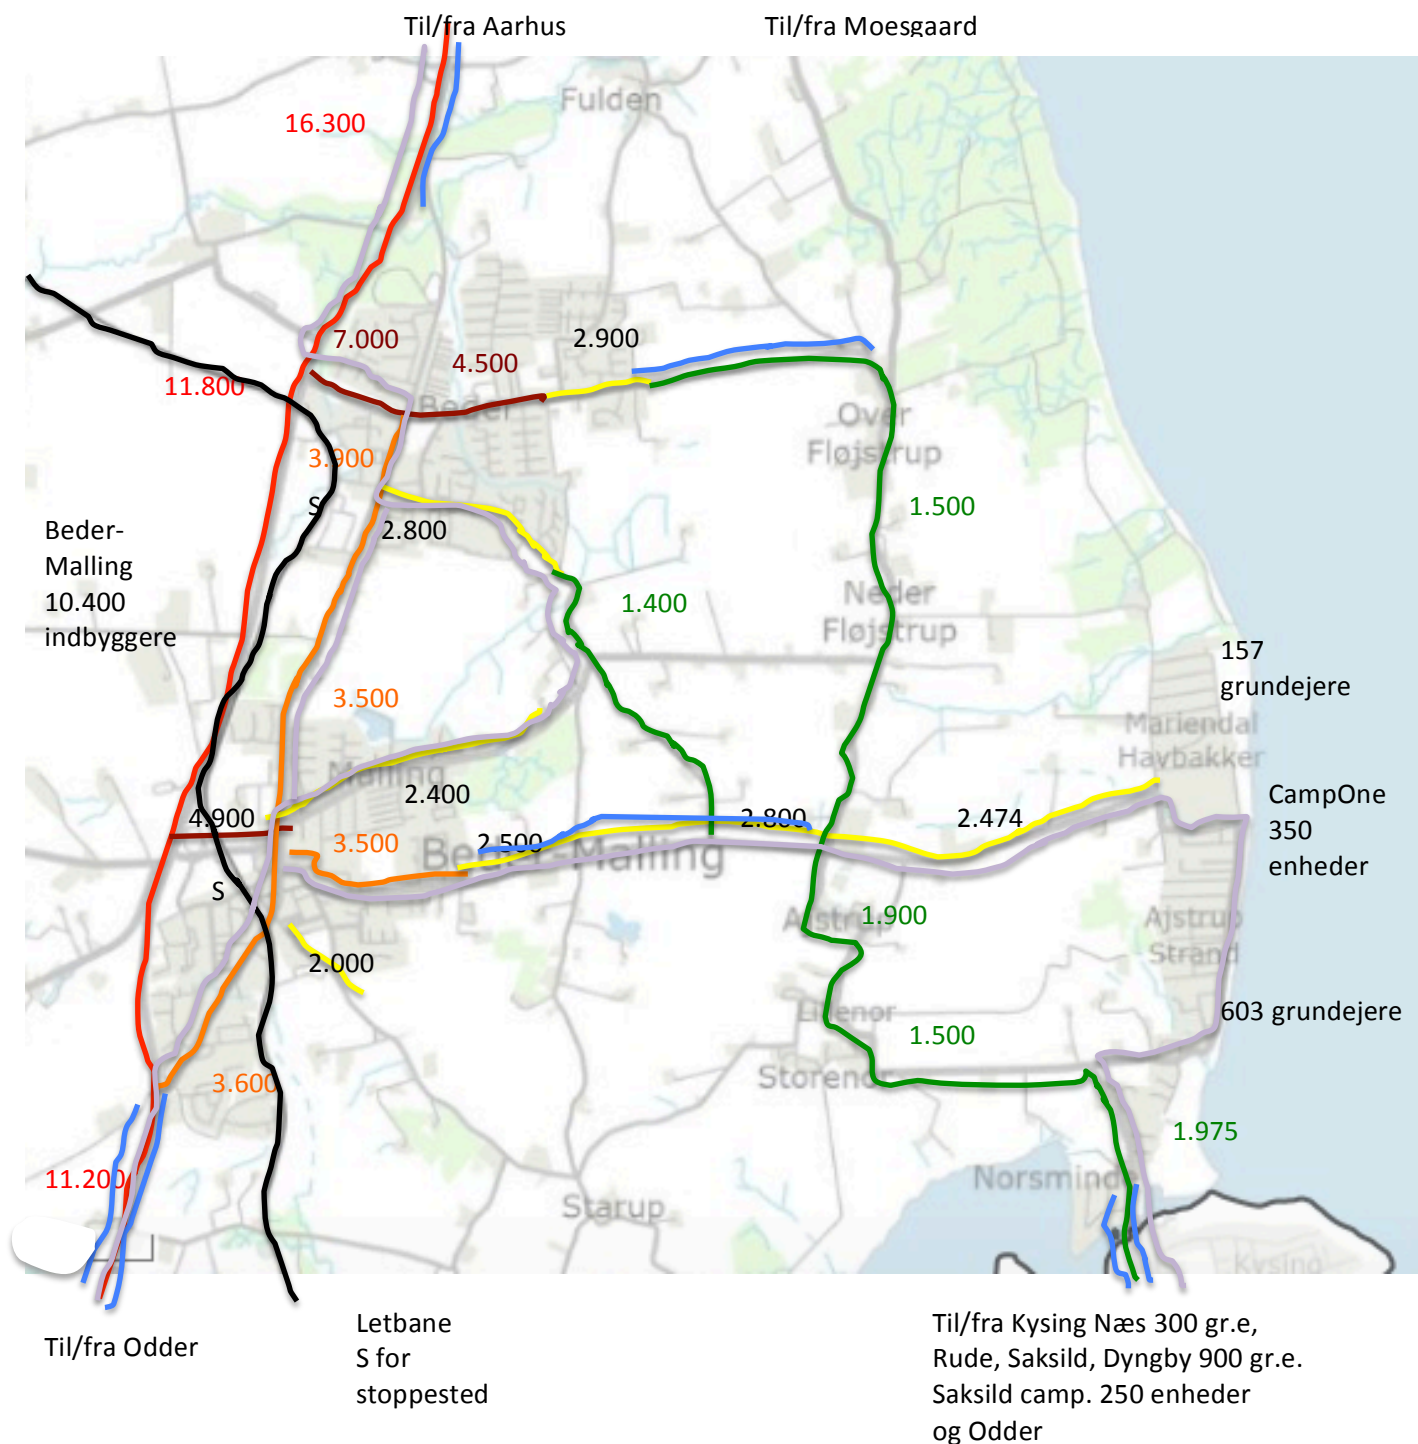 Til/fra Aarhus
Til/fra Moesgaard
Fulden
16.300
7.000
2.900
4.500
11.800
Beder
Over
Fløjstrup
3.900
S
1.500
2.800
Beder-
Malling
10.400
indbyggere
Neder
Fløjstrup
1.400
157
grundejere
3.500
Mariendal
Havbakker
Malling
2.400
CampOne
350
enheder
4.900
3.500
2.500
2.800
2.474
Beder-Malling
S
Ajstrup
1.900
Ajstrup
Strand
2.000
Lillenor
603 grundejere
1.500
Storenor
3.600
1.975
11.200
Norsminde
Starup
Kysing
Til/fra Odder
Letbane
S for
stoppested
Til/fra Kysing Næs 300 gr.e,
Rude, Saksild, Dyngby 900 gr.e.
Saksild camp. 250 enheder
og Odder